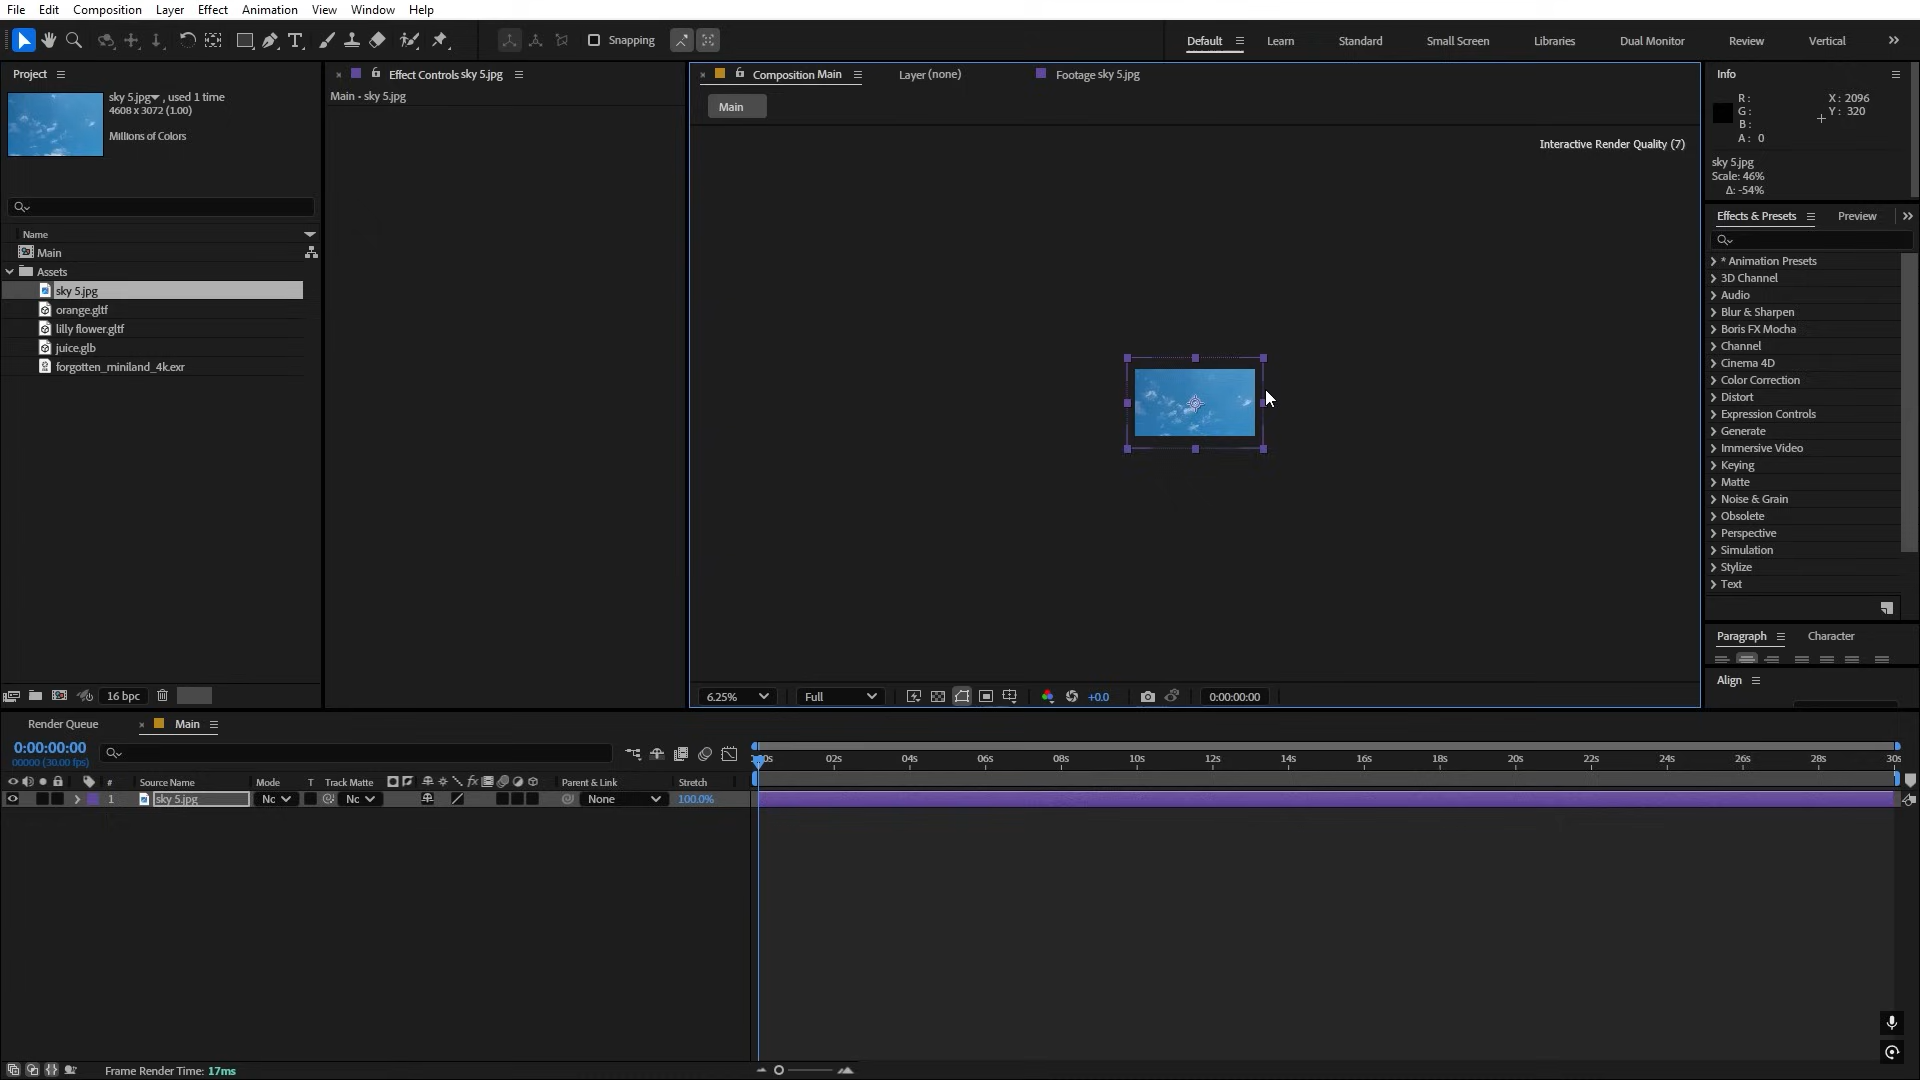 File Edit Composition Layer Effect Animation View Window Help
Snapping
Default Learn Standard Small Screen Libraries Dual Monitor Review Vertical
Project
sky 5.jpg , used 1 time
4608 x 3072 (1.00)
Millions of Colors
Name
Main
Assets
sky 5.jpg
orange.gltf
lilly flower.gltf
juice.glb
forgotten_miniland_4k.exr
16 bpc
Effect Controls sky 5.jpg
Main • sky 5.jpg
Composition Main
Layer (none)
Footage sky 5.jpg
Main
Interactive Render Quality (7)
6.25%
Full
+0.0
0:00:00:00
Info
R:
G:
B:
A: 0
X: 2096
Y: 320
sky 5.jpg
Scale: 46%
Δ: -54%
Effects & Presets
Preview
* Animation Presets
3D Channel
Audio
Blur & Sharpen
Boris FX Mocha
Channel
Cinema 4D
Color Correction
Distort
Expression Controls
Generate
Immersive Video
Keying
Matte
Noise & Grain
Obsolete
Perspective
Simulation
Stylize
Text
Paragraph
Character
Align
Render Queue
Main
0:00:00:00
00000 (30.00 fps)
# Source Name Mode T Track Matte Parent & Link Stretch
1 sky 5.jpg Nc Nc None 100.0%
02s 04s 06s 08s 10s 12s 14s 16s 18s 20s 22s 24s 26s 28s
Frame Render Time: 17ms